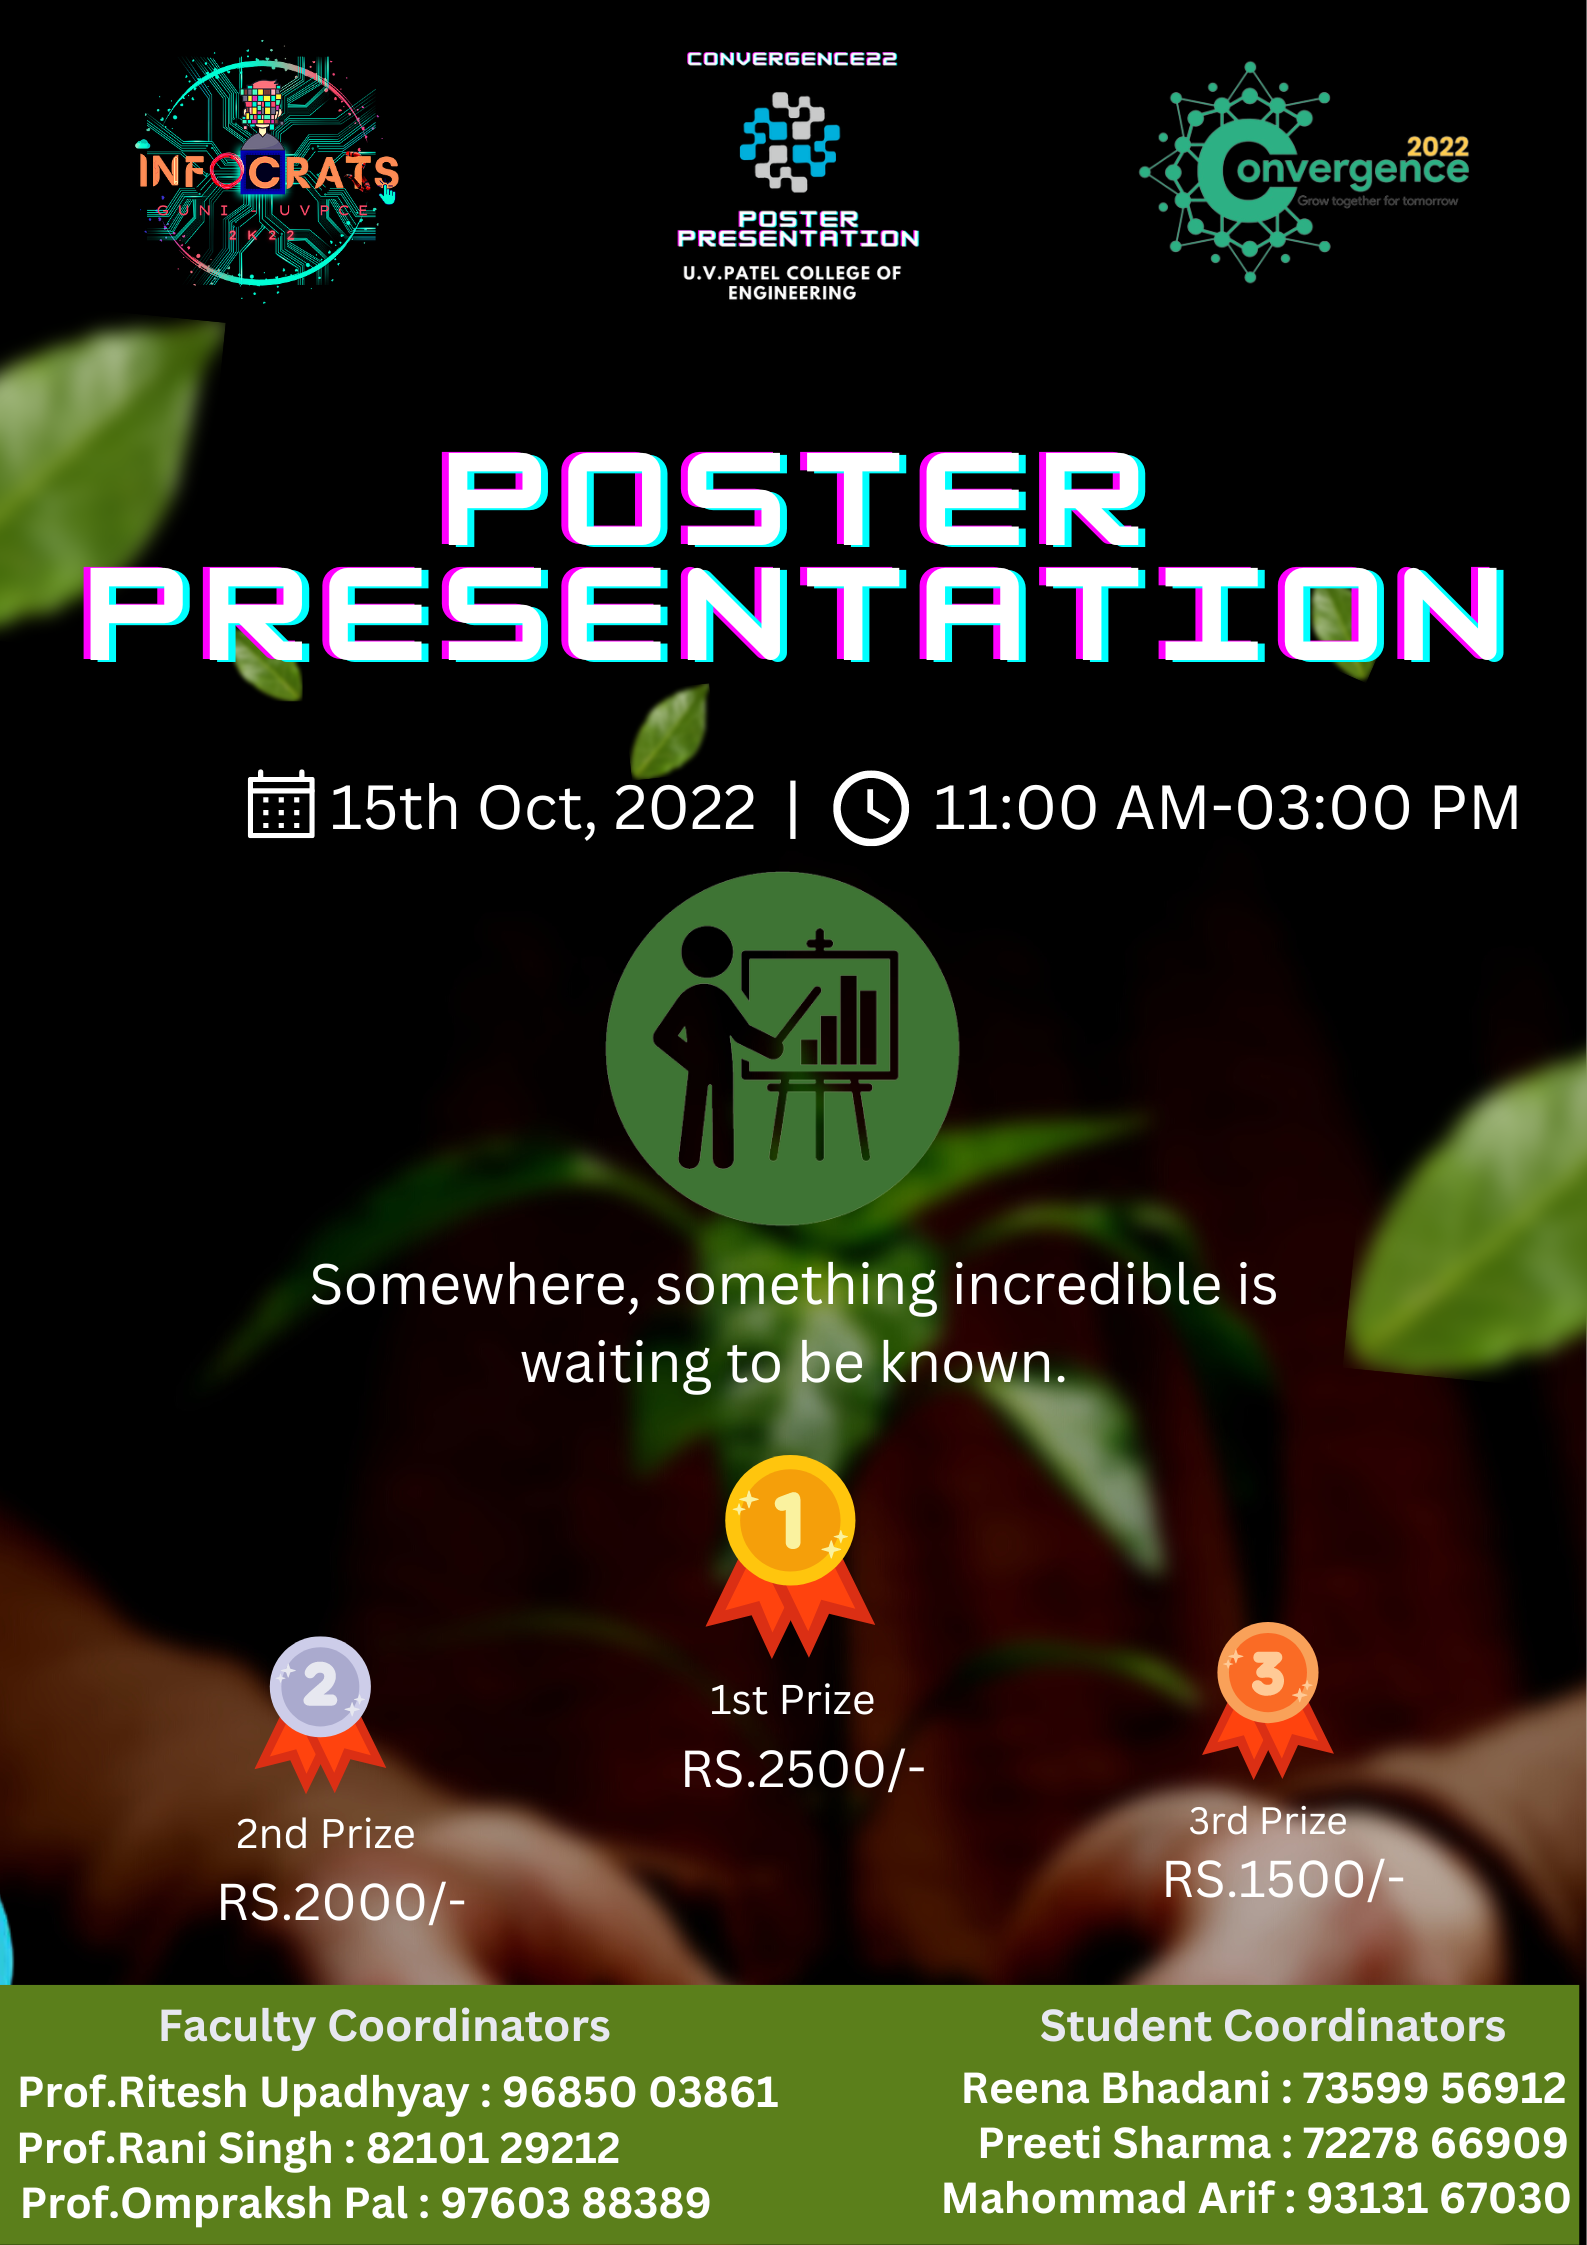 INFOCRATS
GUNI - UVPCE
2K22
CONVERGENCE22
POSTER
PRESENTATION
U.V.PATEL COLLEGE OF
ENGINEERING
2022
Convergence
Grow together for tomorrow
POSTER
PRESENTATION
15th Oct, 2022 | 11:00 AM-03:00 PM
Somewhere, something incredible is
waiting to be known.
1
1st Prize
RS.2500/-
2
2nd Prize
RS.2000/-
3
3rd Prize
RS.1500/-
Faculty Coordinators
Prof.Ritesh Upadhyay : 96850 03861
Prof.Rani Singh : 82101 29212
Prof.Ompraksh Pal : 97603 88389
Student Coordinators
Reena Bhadani : 73599 56912
Preeti Sharma : 72278 66909
Mahommad Arif : 93131 67030